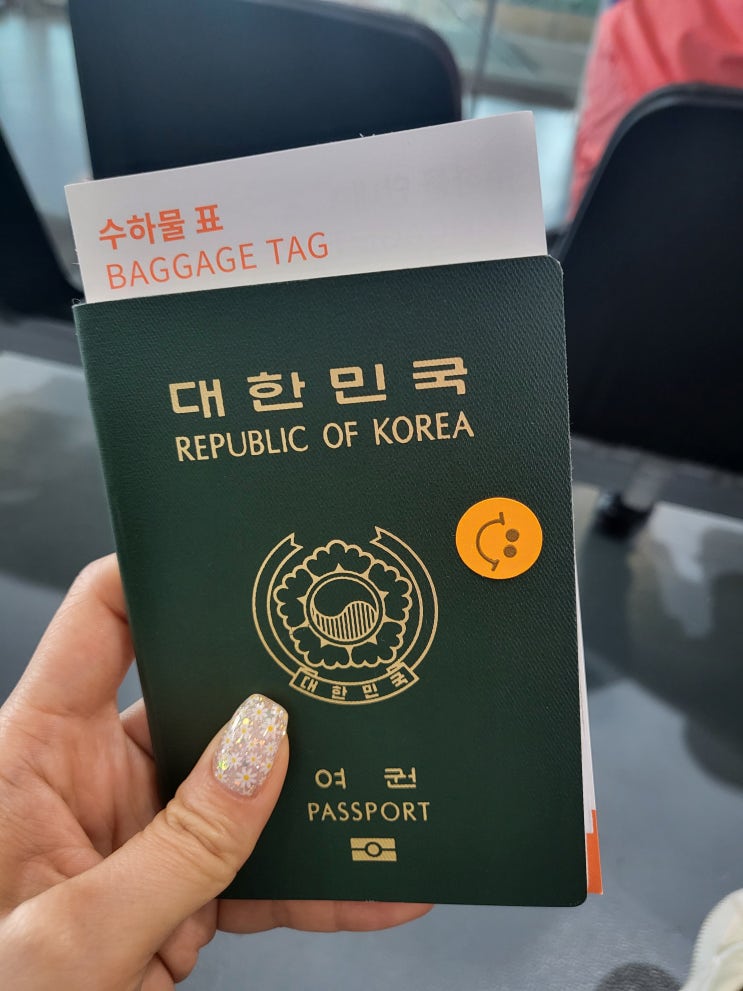 수하물 표
BAGGAGE TAG
대한민국
REPUBLIC OF KOREA
대한민국
여권
PASSPORT